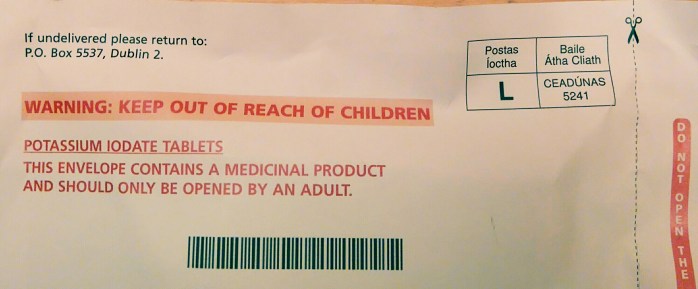 If undelivered please return to:
P.O. Box 5537, Dublin 2.
Postas
Íoctha
Baile
Átha Cliath
L
CEADÚNAS
5241
WARNING: KEEP OUT OF REACH OF CHILDREN
POTASSIUM IODATE TABLETS
THIS ENVELOPE CONTAINS A MEDICINAL PRODUCT
AND SHOULD ONLY BE OPENED BY AN ADULT.
DO NOT OPEN THE